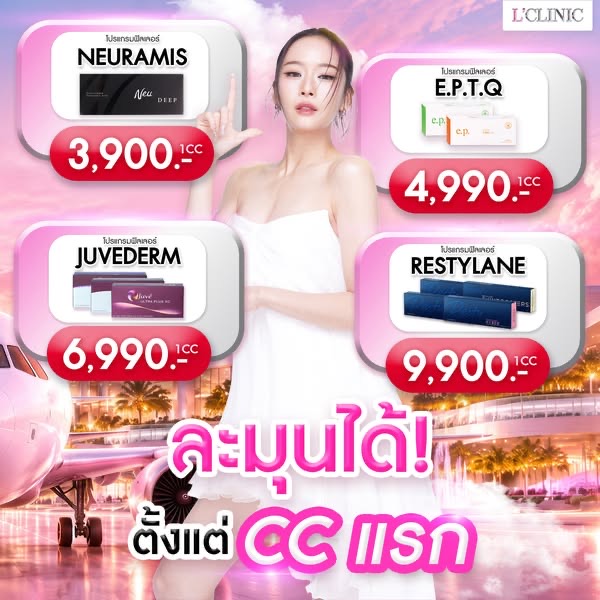 L'CLINIC
โปรแกรมฟิลเลอร์
NEURAMIS
Neu
DEEP
3,900.-1CC
โปรแกรมฟิลเลอร์
E.P.T.Q
e.p.
e.p.
4,990.-1CC
โปรแกรมฟิลเลอร์
JUVEDERM
Juvé
ULTRA PLUS XC
6,990.-1CC
โปรแกรมฟิลเลอร์
RESTYLANE
9,900.-1CC
ละมุนได้!
ตั้งแต่ CC แรก